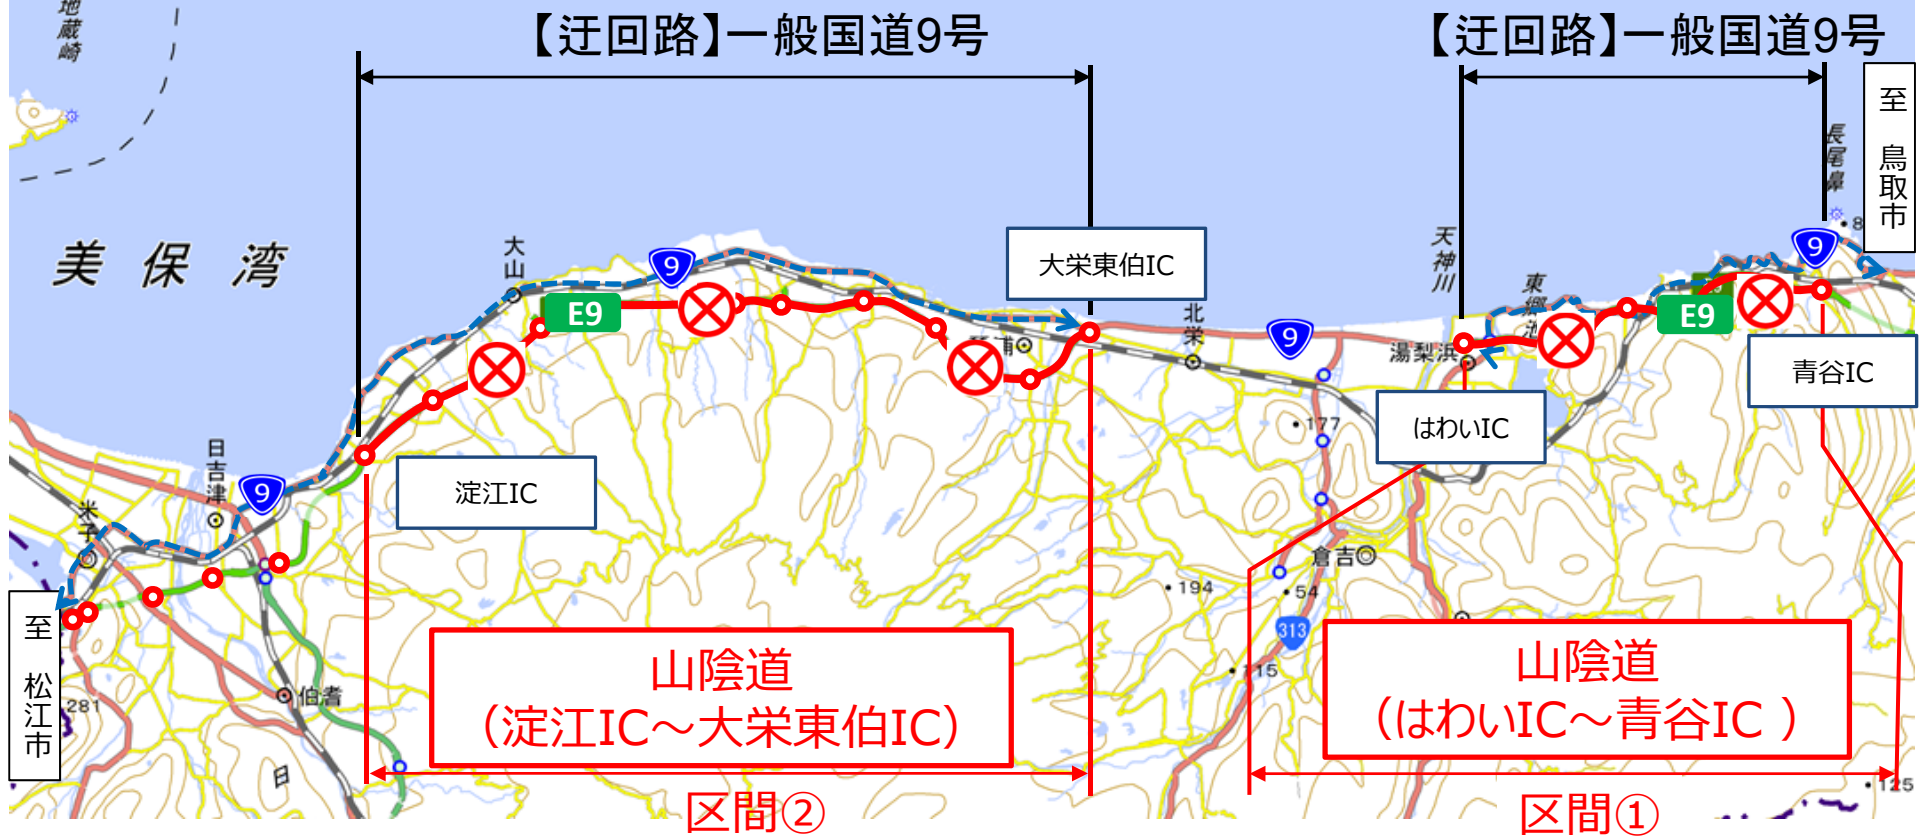 【迂回路】一般国道9号
【迂回路】一般国道9号
地蔵崎
至 鳥取市
長尾鼻
8
美保湾
大山
9
E9
大栄東伯IC
北栄
9
天神川
東郷池
湯梨浜
E9
9
青谷IC
はわいIC
浦
淀江IC
日吉津
9
米子
177
倉吉
194
54
313
115
至 松江市
281
伯耆
日
山陰道
（淀江IC～大栄東伯IC）
山陰道
（はわいIC～青谷IC ）
125
区間②
区間①